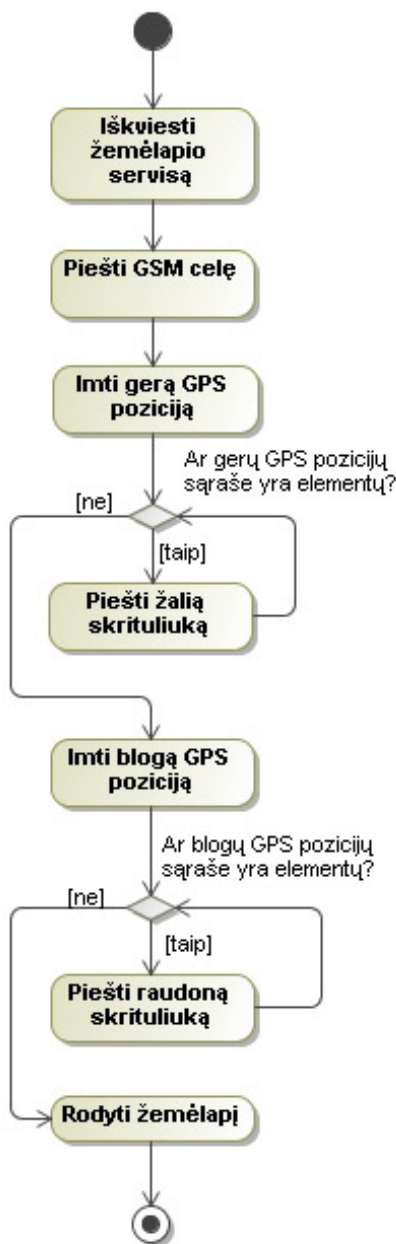 Iškviesti
žemėlapio
servisą
Piešti GSM celę
Imti gerą GPS
poziciją
Ar gerų GPS pozicijų
sąraše yra elementų?
[ne]
[taip]
Piešti žalią
skrituliuką
Imti blogą GPS
poziciją
Ar blogų GPS pozicijų
sąraše yra elementų?
[ne]
[taip]
Piešti raudoną
skrituliuką
Rodyti žemėlapį